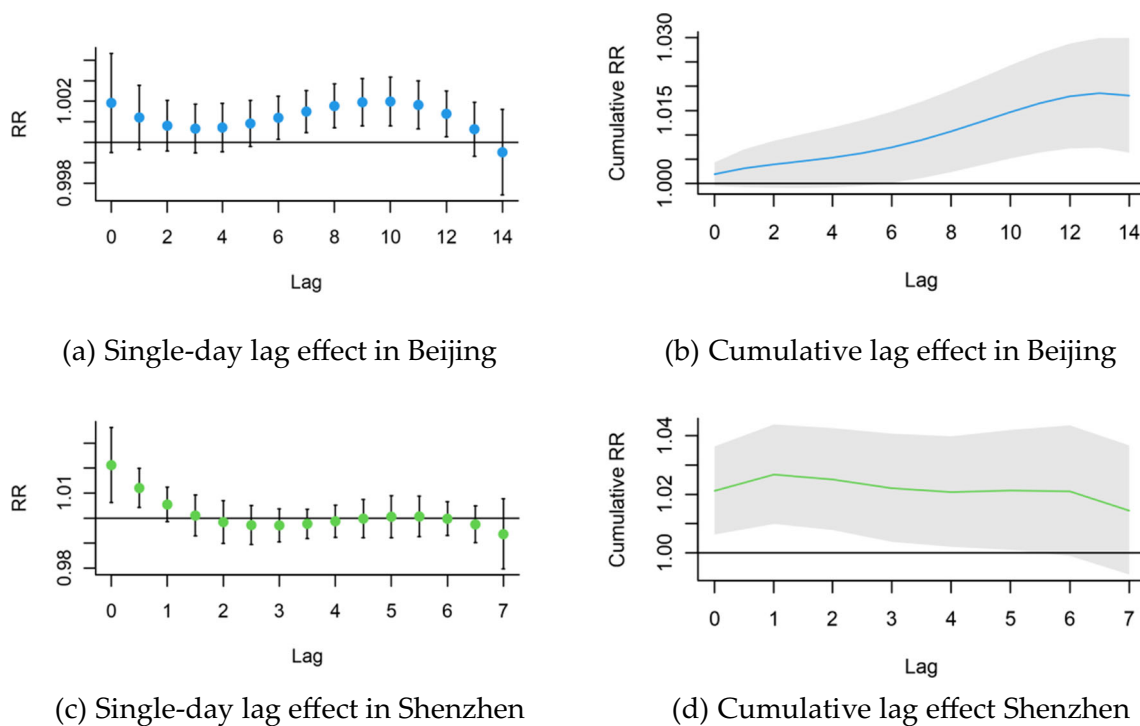 RR
1.002
0.998
0 2 4 6 8 10 12 14
Lag
(a) Single-day lag effect in Beijing
Cumulative RR
1.030
1.015
1.000
0 2 4 6 8 10 12 14
Lag
(b) Cumulative lag effect in Beijing
RR
1.01
0.98
0 1 2 3 4 5 6 7
Lag
(c) Single-day lag effect in Shenzhen
Cumulative RR
1.04
1.02
1.00
0 1 2 3 4 5 6 7
Lag
(d) Cumulative lag effect Shenzhen